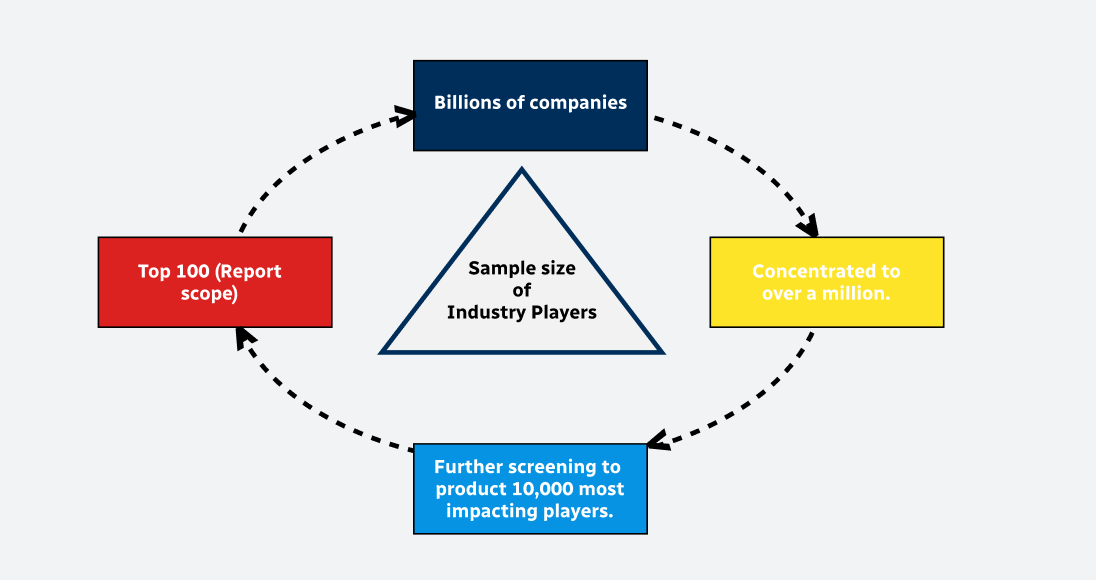 Billions of companies
Top 100 (Report
scope)
Sample size
of
Industry Players
Concentrated to
over a million.
Further screening to
product 10,000 most
impacting players.